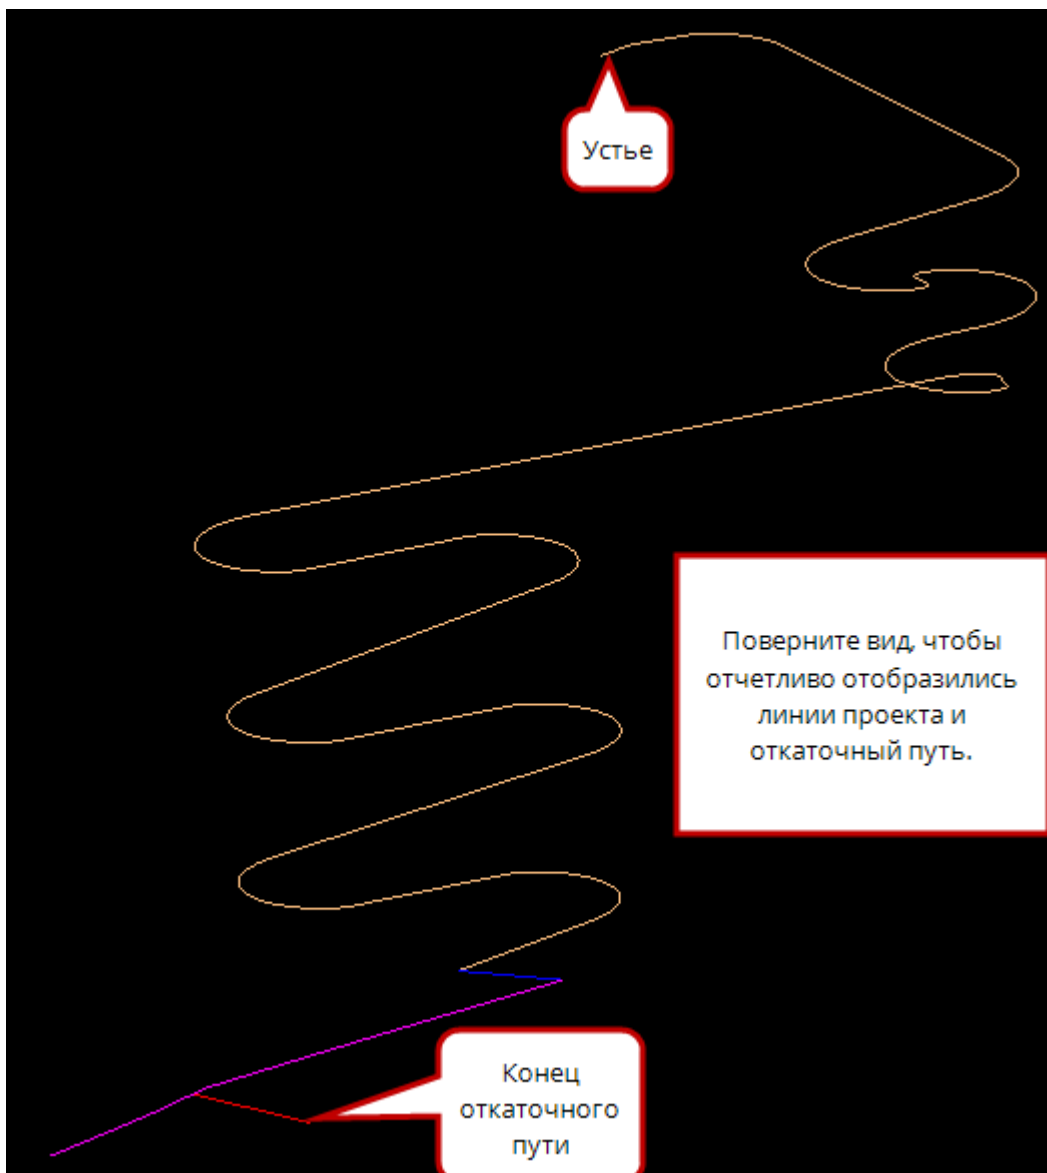 Устье
Поверните вид, чтобы
отчетливо отобразились
линии проекта и
откаточный путь.
Конец
откаточного
пути